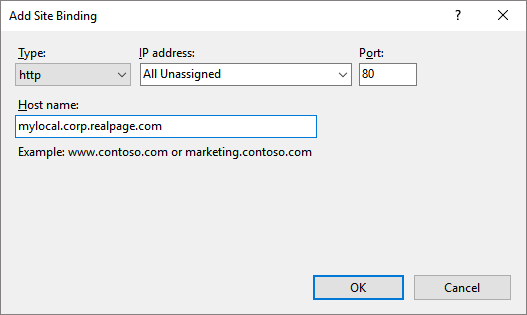 Add Site Binding
?
Type: IP address: Port:
http All Unassigned 80
Host name:
mylocal.corp.realpage.com
Example: www.contoso.com or marketing.contoso.com
OK Cancel